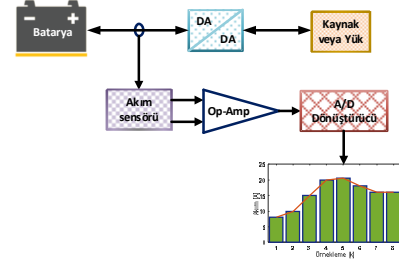 Batarya
DA
DA
Kaynak
veya Yük
Akım
sensörü
Op-Amp
A/D
Dönüştürücü
25
20
15
10
5
0
Akım [A]
1 2 3 4 5 6 7 8
Örnekleme [k]